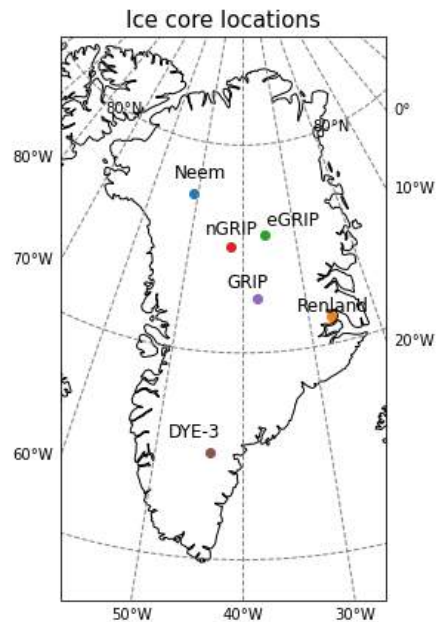 Ice core locations
80°N
0°
80°N
80°W
Neem
10°W
nGRIP
eGRIP
70°W
GRIP
Renland
20°W
DYE-3
60°W
50°W
40°W
30°W